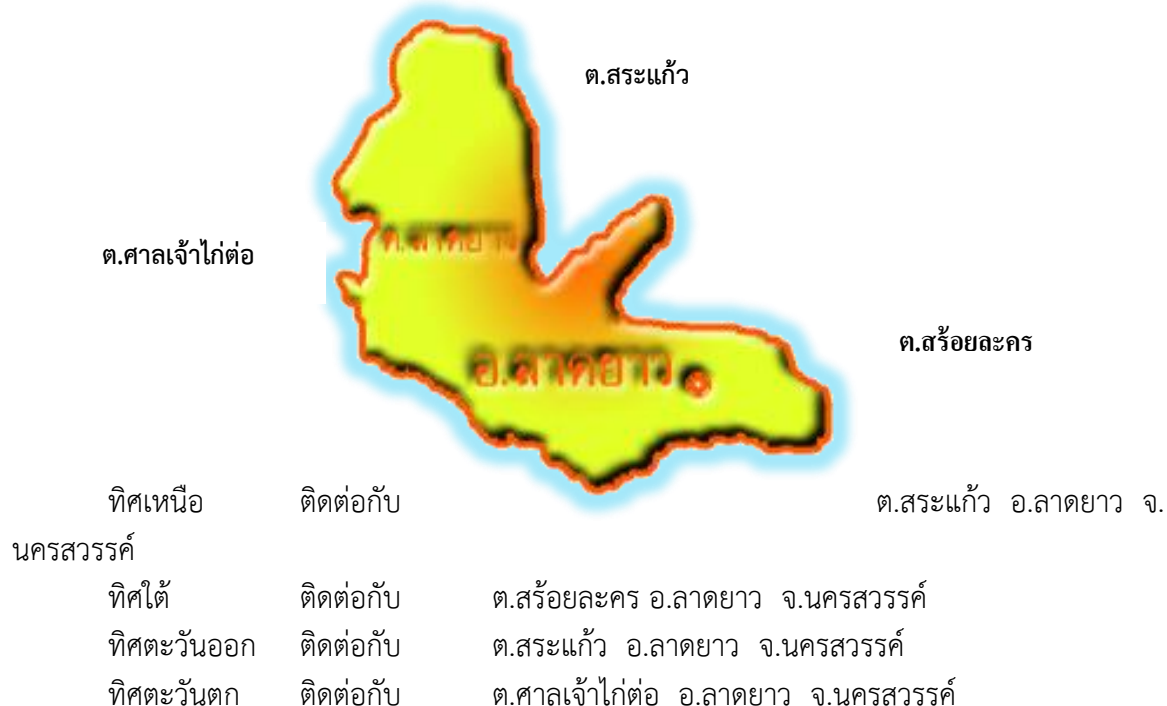 ต.สระแก้ว
ต.ลาดยาว
ต.ศาลเจ้าไก่ต่อ
ต.สร้อยละคร
อ.ลาดยาว
ทิศเหนือ ติดต่อกับ ต.สระแก้ว อ.ลาดยาว จ.
นครสวรรค์
ทิศใต้ ติดต่อกับ ต.สร้อยละคร อ.ลาดยาว จ.นครสวรรค์
ทิศตะวันออก ติดต่อกับ ต.สระแก้ว อ.ลาดยาว จ.นครสวรรค์
ทิศตะวันตก ติดต่อกับ ต.ศาลเจ้าไก่ต่อ อ.ลาดยาว จ.นครสวรรค์